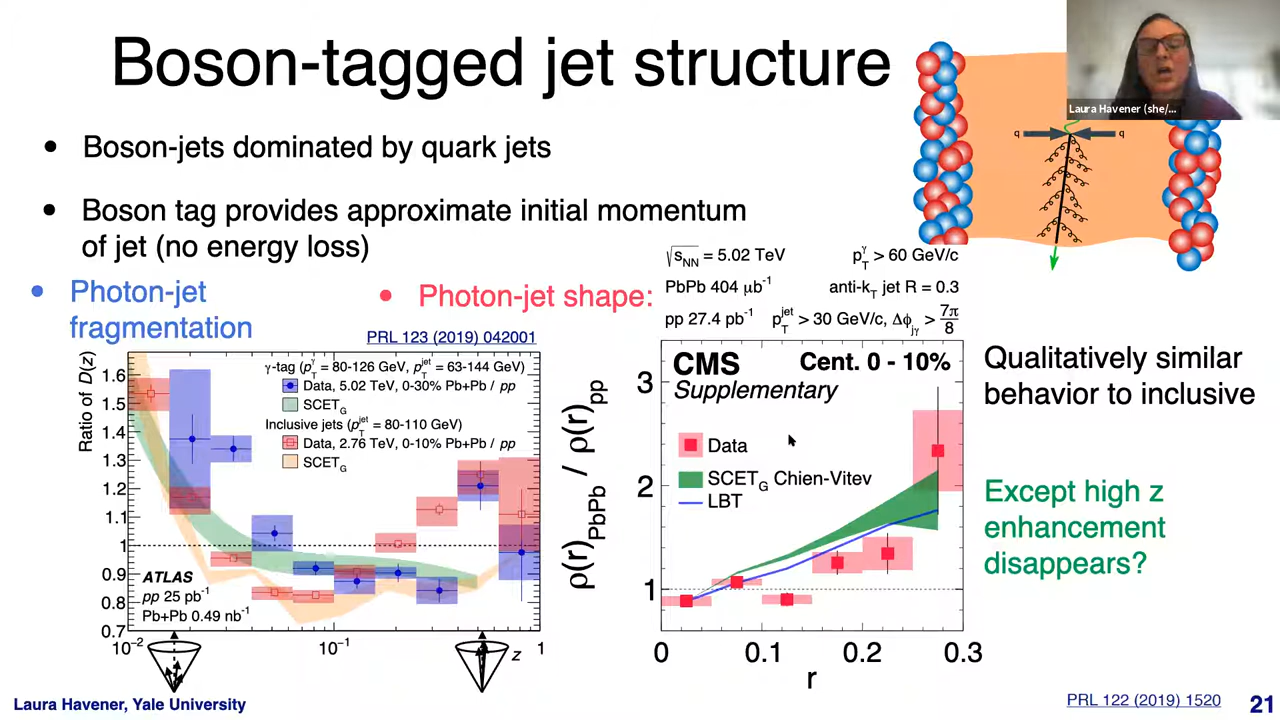 Boson-tagged jet structure
Laura Havener (she/...
q
q
• Boson-jets dominated by quark jets
• Boson tag provides approximate initial momentum
of jet (no energy loss)
• Photon-jet
fragmentation
PRL 123 (2019) 042001
Ratio of D(z)
1.6
1.5
1.4
1.3
1.2
1.1
1
0.9
0.8
0.7
γ-tag (p_T^γ = 80-126 GeV, p_T^jet = 63-144 GeV)
Data, 5.02 TeV, 0-30% Pb+Pb / pp
SCET_G
Inclusive jets (p_T^jet = 80-110 GeV)
Data, 2.76 TeV, 0-10% Pb+Pb / pp
SCET_G
ATLAS
pp 25 pb⁻¹
Pb+Pb 0.49 nb⁻¹
10⁻² 10⁻¹ z 1
• Photon-jet shape:
√s_NN = 5.02 TeV p_T^γ > 60 GeV/c
PbPb 404 μb⁻¹ anti-k_T jet R = 0.3
pp 27.4 pb⁻¹ p_T^jet > 30 GeV/c, Δϕ_jγ > 7π/8
ρ(r)_PbPb / ρ(r)_pp
CMS Cent. 0 - 10%
Supplementary
Data
SCET_G Chien-Vitev
LBT
3
2
1
0 0.1 0.2 0.3
r
Qualitatively similar
behavior to inclusive
Except high z
enhancement
disappears?
Laura Havener, Yale University
PRL 122 (2019) 1520
21